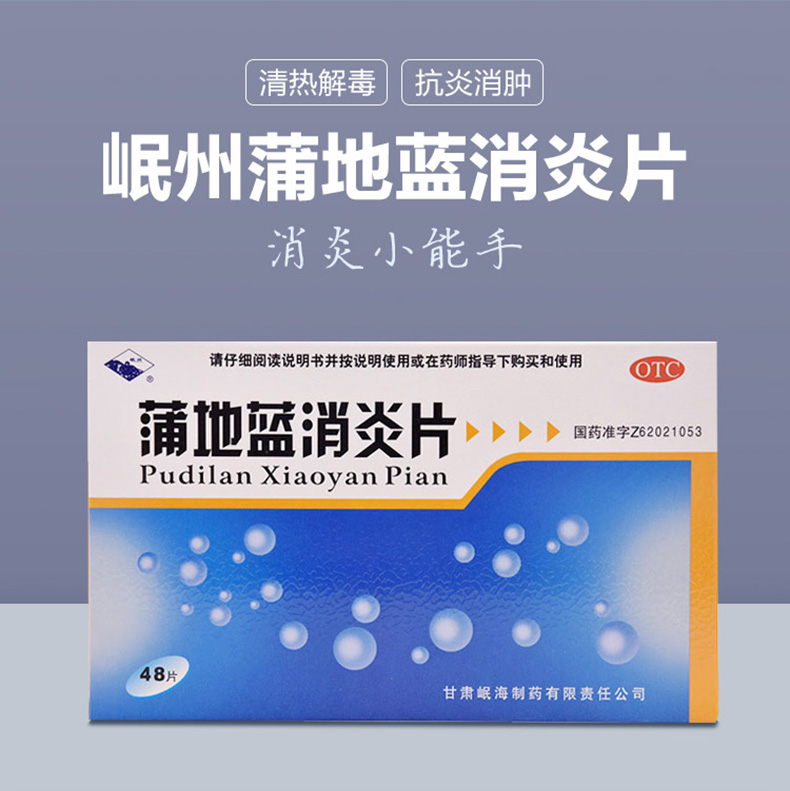 清热解毒 抗炎消肿
岷州蒲地蓝消炎片
消炎小能手
请仔细阅读说明书并按说明使用或在药师指导下购买和使用
OTC
蒲地蓝消炎片
国药准字Z62021053
Pudilan Xiaoyan Pian
48片
甘肃岷海制药有限责任公司